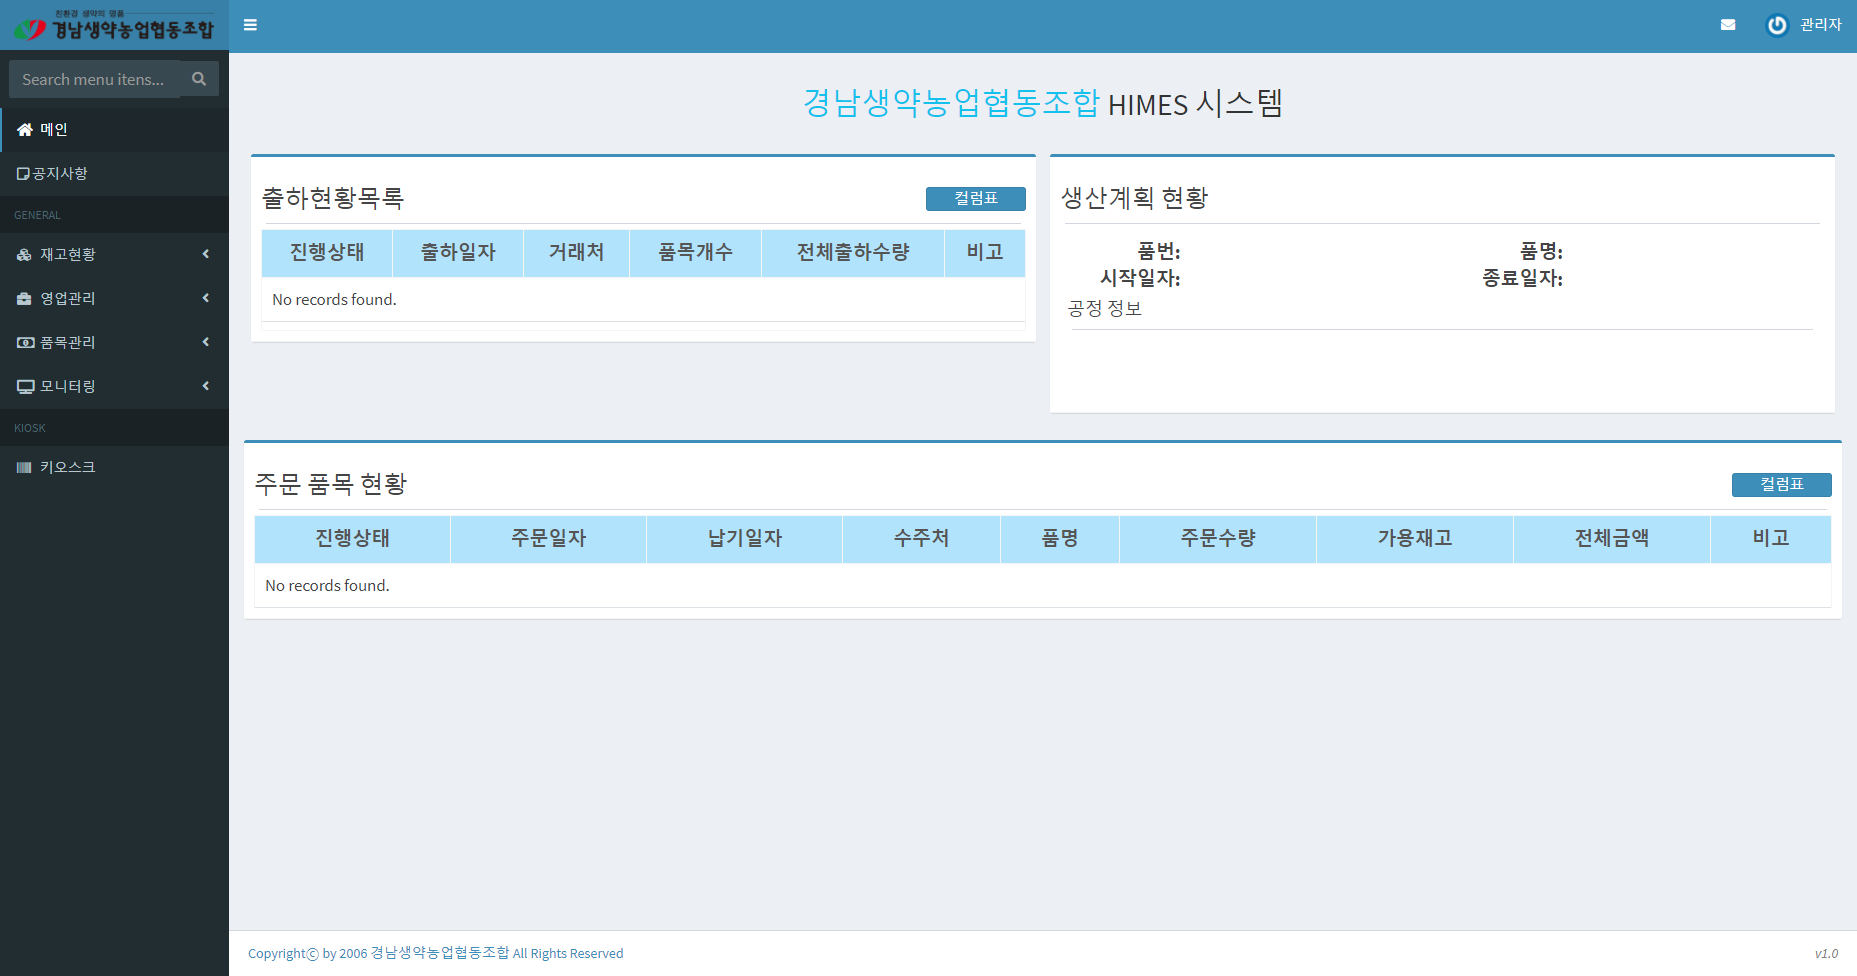 친환경 생약의 명품
경남생약농업협동조합
관리자
Search menu itens...
메인
공지사항
GENERAL
재고현황
영업관리
품목관리
모니터링
KIOSK
키오스크
경남생약농업협동조합 HIMES 시스템
출하현황목록
컬럼표
진행상태 출하일자 거래처 품목개수 전체출하수량 비고
No records found.
생산계획 현황
품번: 품명:
시작일자: 종료일자:
공정 정보
주문 품목 현황
컬럼표
진행상태 주문일자 납기일자 수주처 품명 주문수량 가용재고 전체금액 비고
No records found.
Copyrightⓒ by 2006 경남생약농업협동조합 All Rights Reserved
v1.0